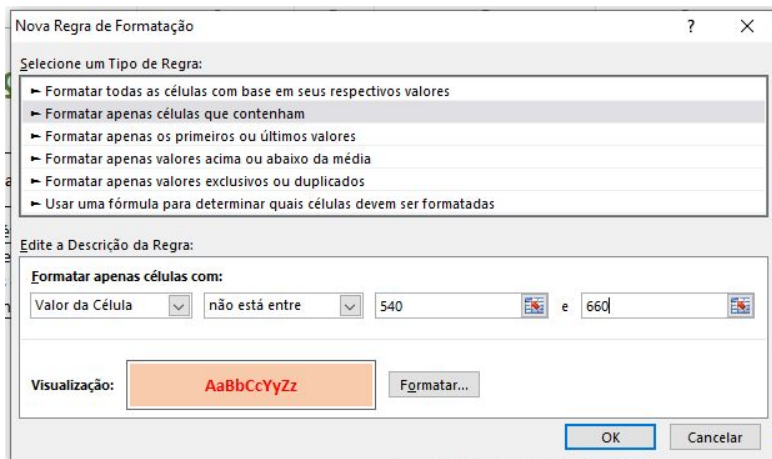 Nova Regra de Formatação ? X
Selecione um Tipo de Regra:
► Formatar todas as células com base em seus respectivos valores
► Formatar apenas células que contenham
► Formatar apenas os primeiros ou últimos valores
► Formatar apenas valores acima ou abaixo da média
► Formatar apenas valores exclusivos ou duplicados
► Usar uma fórmula para determinar quais células devem ser formatadas
Edite a Descrição da Regra:
Formatar apenas células com:
Valor da Célula não está entre 540 e 660
Visualização: AaBbCcYyZz Formatar...
OK Cancelar